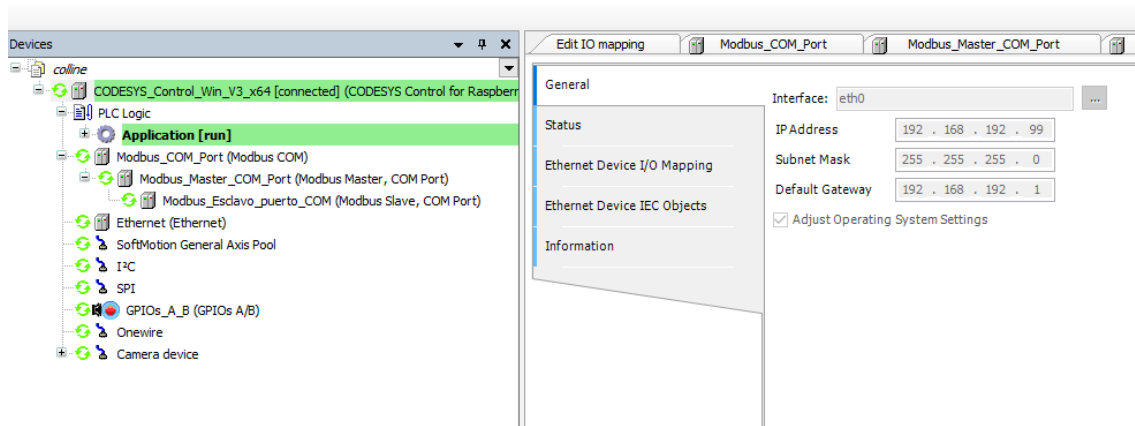 Devices
Edit IO mapping
Modbus_COM_Port
Modbus_Master_COM_Port
colline
CODESYS_Control_Win_V3_x64 [connected] (CODESYS Control for Raspberr
PLC Logic
Application [run]
Modbus_COM_Port (Modbus COM)
Modbus_Master_COM_Port (Modbus Master, COM Port)
Modbus_Esclavo_puerto_COM (Modbus Slave, COM Port)
Ethernet (Ethernet)
SoftMotion General Axis Pool
I²C
SPI
GPIOs_A_B (GPIOs A/B)
Onewire
Camera device
General
Status
Ethernet Device I/O Mapping
Ethernet Device IEC Objects
Information
Interface: eth0 ...
IPAddress 192 . 168 . 192 . 99
Subnet Mask 255 . 255 . 255 . 0
Default Gateway 192 . 168 . 192 . 1
Adjust Operating System Settings